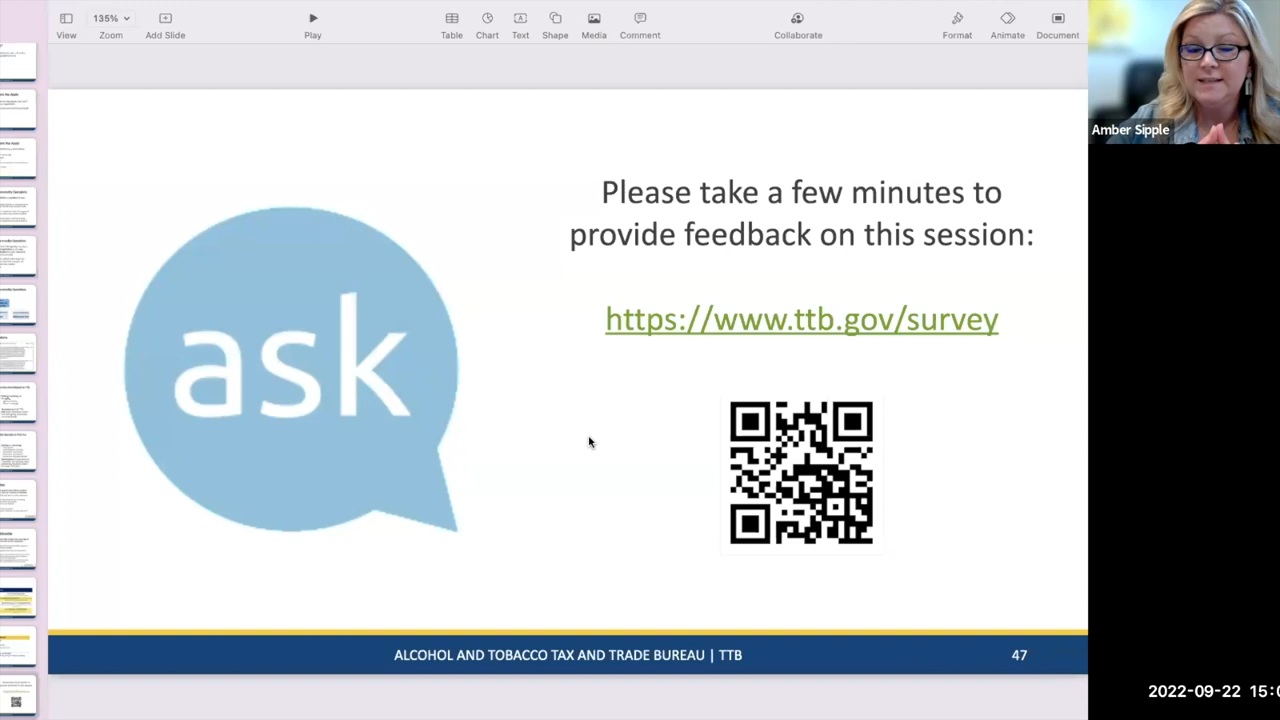 135%
View
Zoom
Add Slide
Play
Table
Chart
Text
Shape
Media
Comment
Collaborate
Format
Animate
Document
Amber Sipple
Please take a few minutes to
provide feedback on this session:
https://www.ttb.gov/survey
ask
ALCOHOL AND TOBACCO TAX AND TRADE BUREAU | TTB
47
2022-09-22 15:0